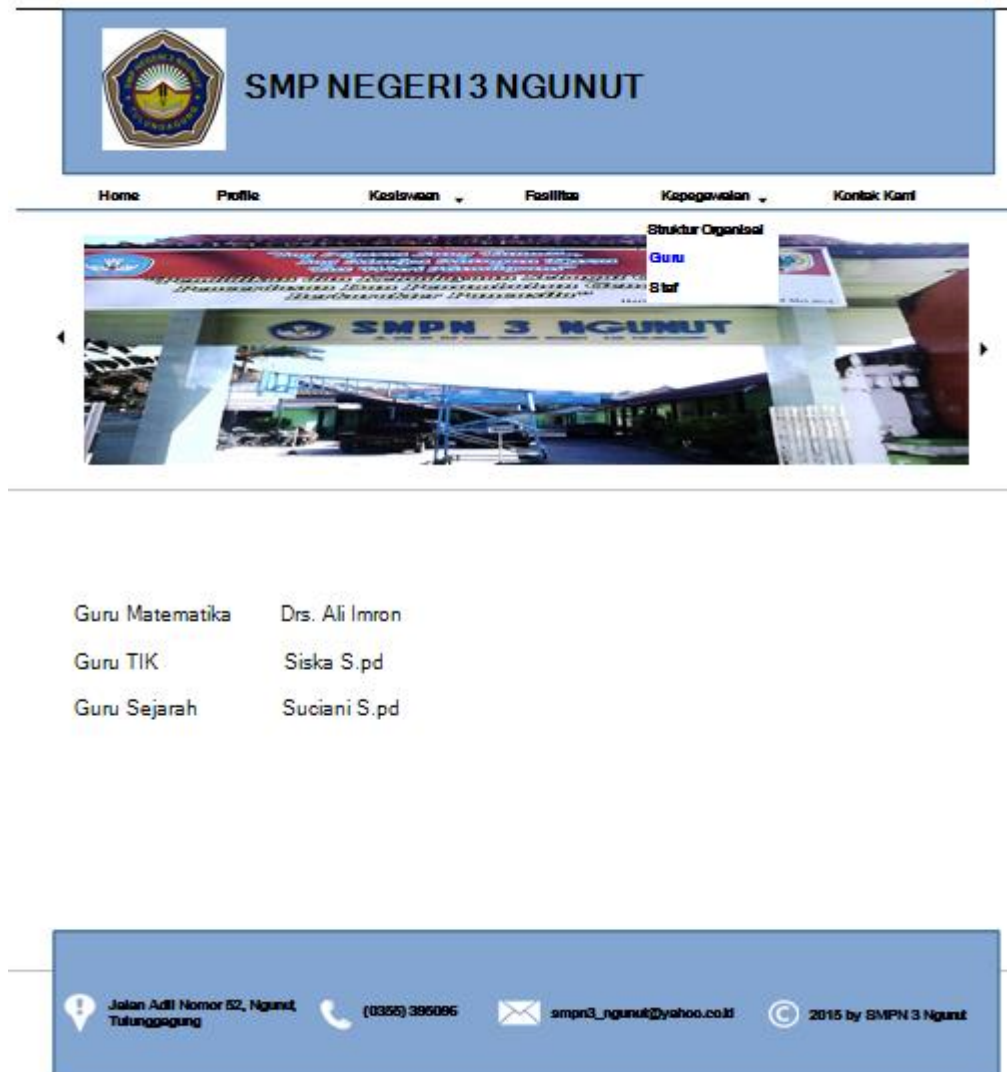 SMP NEGERI 3 NGUNUT
Home Profile Kesiswaan Fasilitas Kepegawaian Kontak Kami
Struktur Organisasi
Guru
Staf
SMPN 3 NGUNUT
Guru Matematika Drs. Ali Imron
Guru TIK Siska S.pd
Guru Sejarah Suciani S.pd
Jalan Adil Nomor 52, Ngunut,
Tulunggagung
(0355) 395095
smpn3_ngunut@yahoo.co.id
© 2015 by SMPN 3 Ngunut